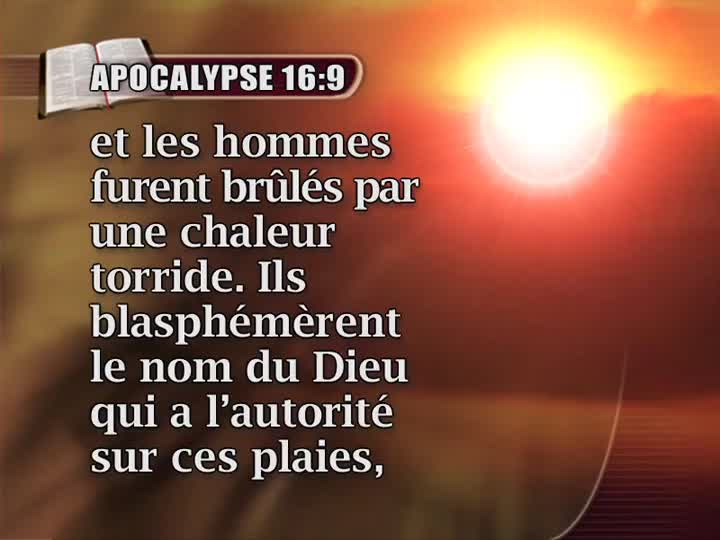 APOCALYPSE 16:9
et les hommes
furent brûlés par
une chaleur
torride. Ils
blasphémèrent
le nom du Dieu
qui a l’autorité
sur ces plaies,